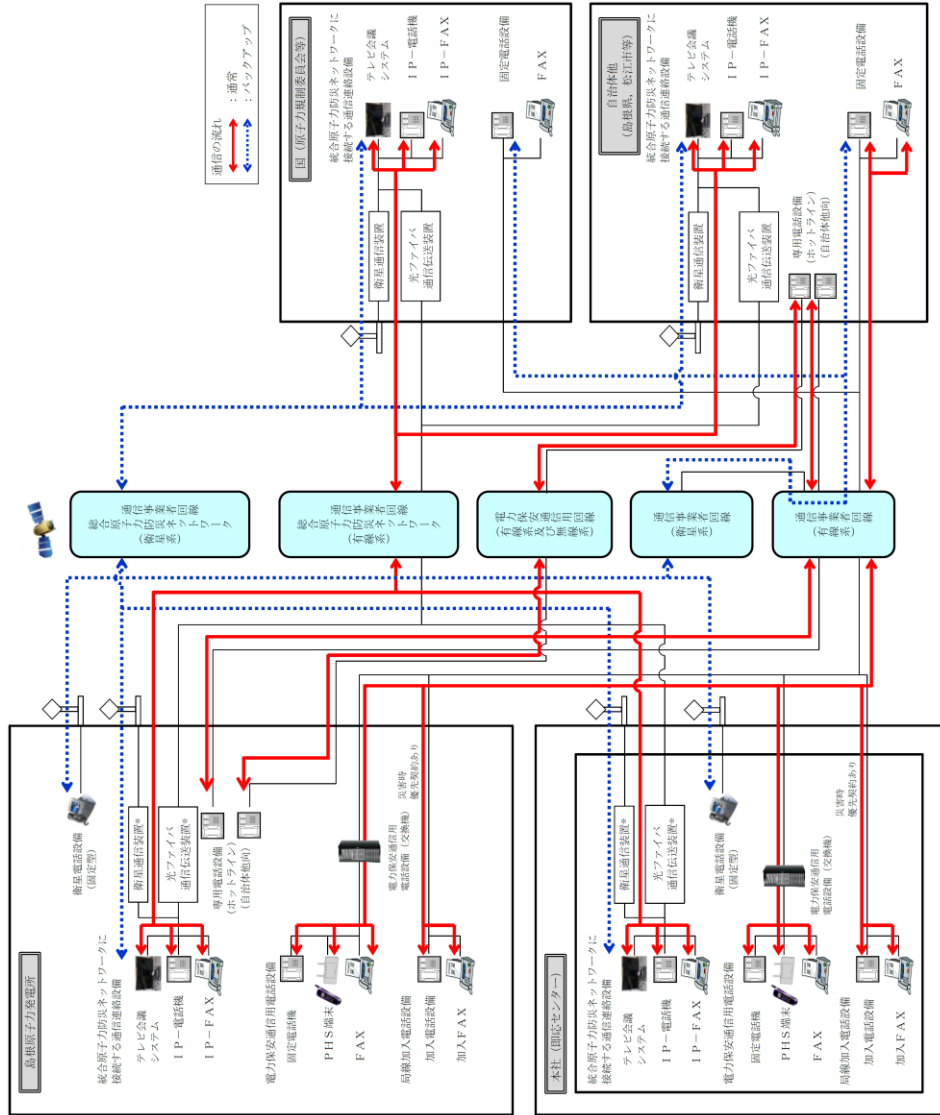 通信の流れ
：通常
：バックアップ
島根原子力発電所
統合原子力防災ネットワークに
接続する通信連絡設備
テレビ会議
システム
ＩＰ－電話機
ＩＰ－FAX
衛星電話設備
(固定型)
衛星通信装置※
光ファイバ
通信伝送装置※
専用電話設備
(ホットライン)
(自治体他向)
電力保安通信用電話設備
固定電話機
PHS端末
FAX
電力保安通信用
電話設備（交換機）
局線加入電話設備
加入電話設備
加入FAX
災害時
優先契約あり
本社（即応センター）
統合原子力防災ネットワークに
接続する通信連絡設備
テレビ会議
システム
ＩＰ－電話機
ＩＰ－FAX
衛星通信装置※
光ファイバ
通信伝送装置※
衛星電話設備
(固定型)
電力保安通信用電話設備
固定電話機
PHS端末
FAX
電力保安通信用
電話設備（交換機）
局線加入電話設備
加入電話設備
加入FAX
災害時
優先契約あり
通信事業者回線
総合原子力防災ネットワーク
(衛星系)
通信事業者回線
総合原子力防災ネットワーク
(有線系)
電力保安通信用回線
(有線系及び無線系)
通信事業者回線
(衛星系)
通信事業者回線
(有線系)
国（原子力規制委員会等）
統合原子力防災ネットワークに
接続する通信連絡設備
テレビ会議
システム
ＩＰ－電話機
ＩＰ－FAX
衛星通信装置
光ファイバ
通信伝送装置
固定電話設備
FAX
自治体他
(島根県，松江市等)
統合原子力防災ネットワークに
接続する通信連絡設備
テレビ会議
システム
ＩＰ－電話機
ＩＰ－FAX
衛星通信装置
光ファイバ
通信伝送装置
専用電話設備
(ホットライン)
(自治体他向)
固定電話設備
FAX